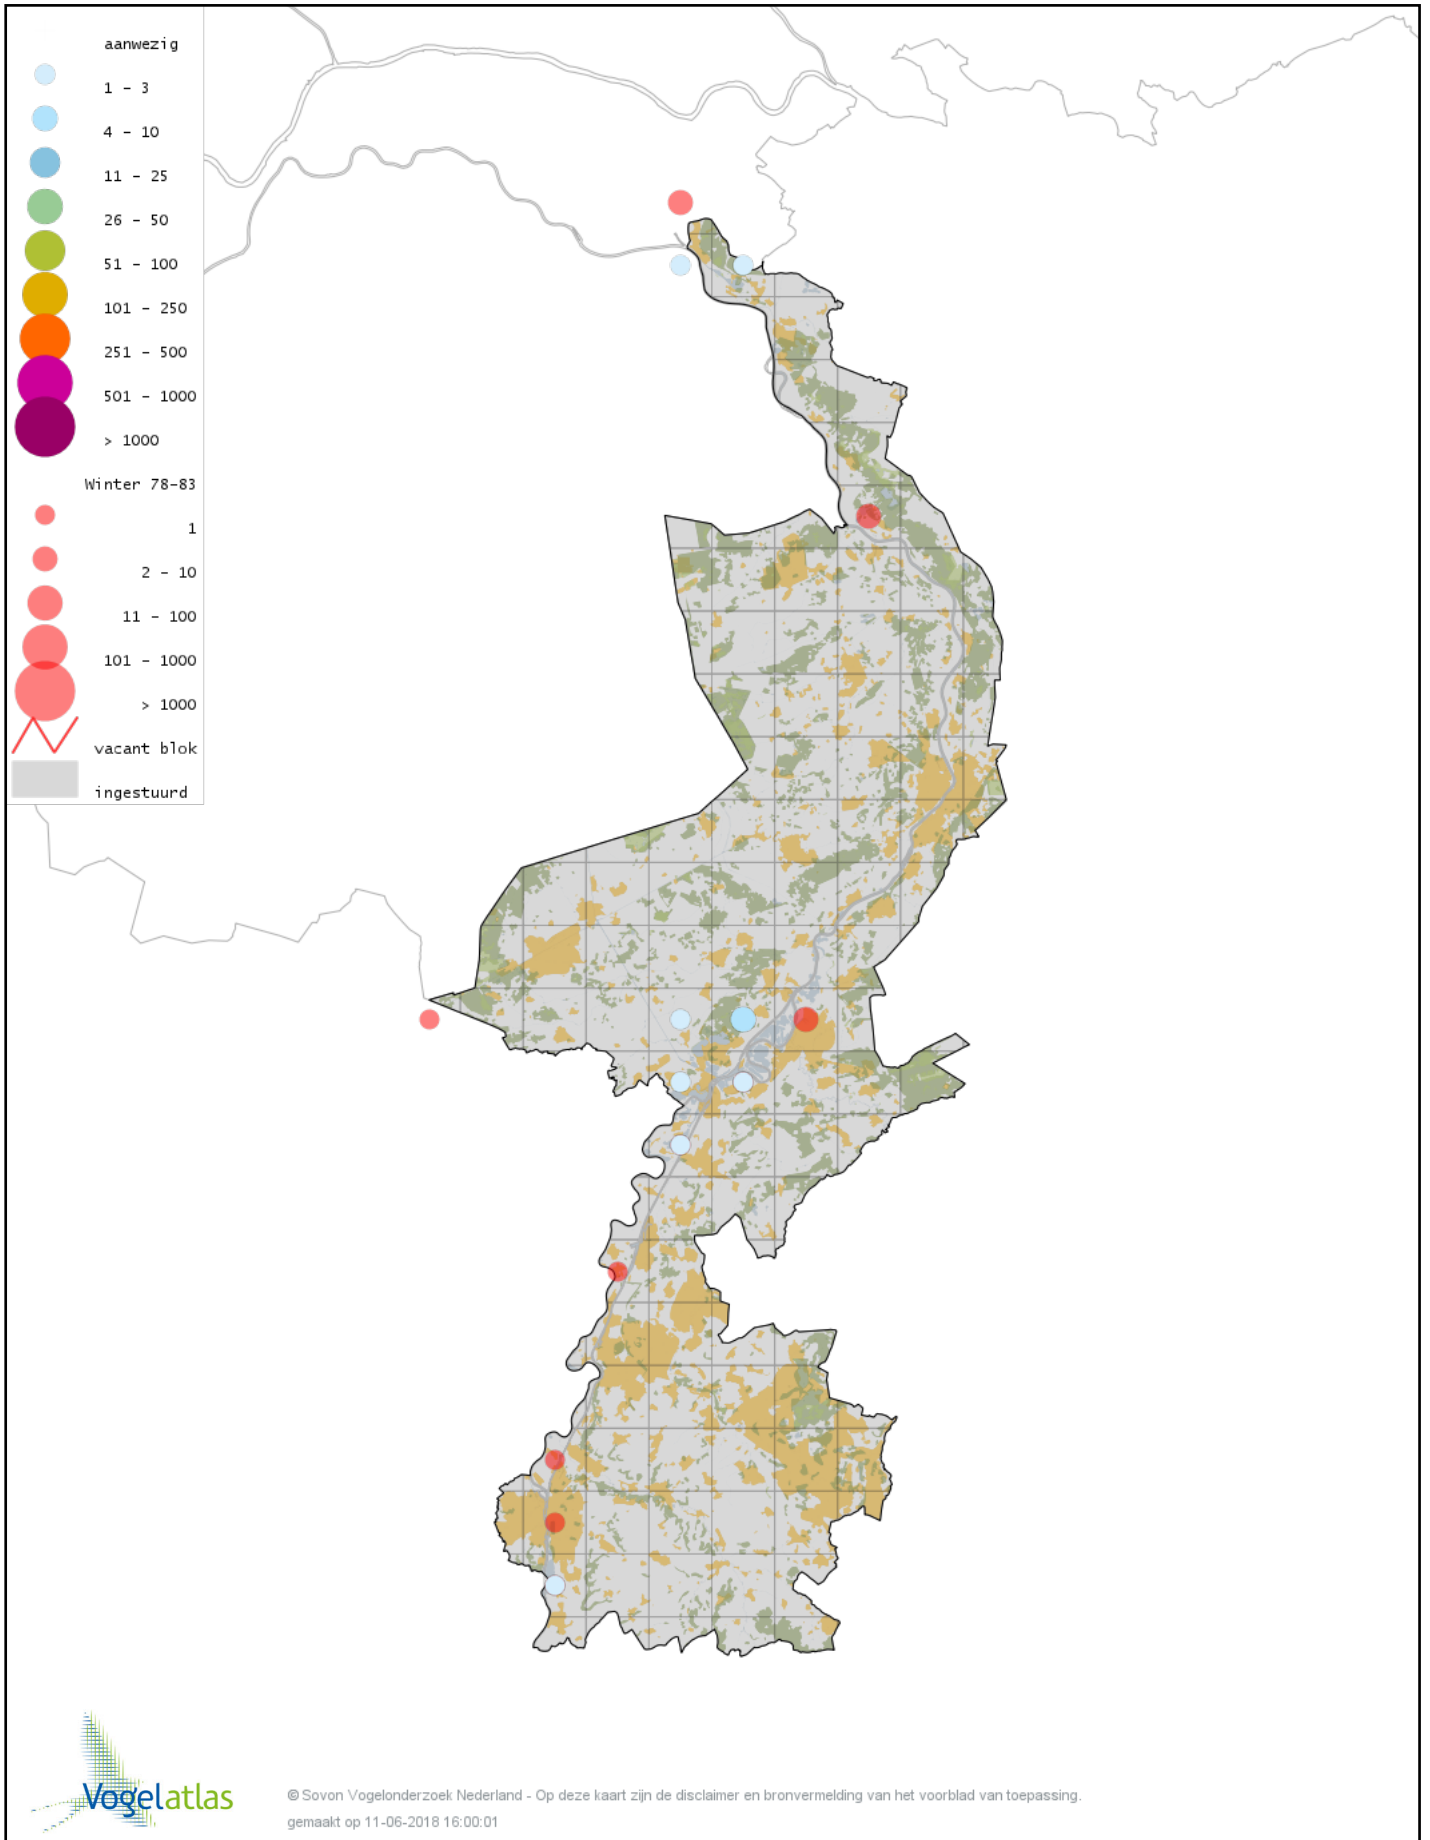 aanwezig
1 – 3
4 – 10
11 – 25
26 – 50
51 – 100
101 – 250
251 – 500
501 – 1000
> 1000
Winter 78-83
1
2 – 10
11 – 100
101 – 1000
> 1000
vacant blok
ingestuurd
Vogelatlas
© Sovon Vogelonderzoek Nederland - Op deze kaart zijn de disclaimer en bronvermelding van het voorblad van toepassing.
gemaakt op 11-06-2018 16:00:01